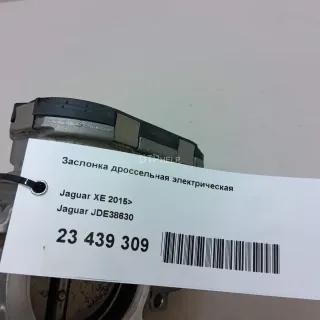 Заслонка дроссельная электрическая
Jaguar XE 2015>
Jaguar JDE38630
23 439 309